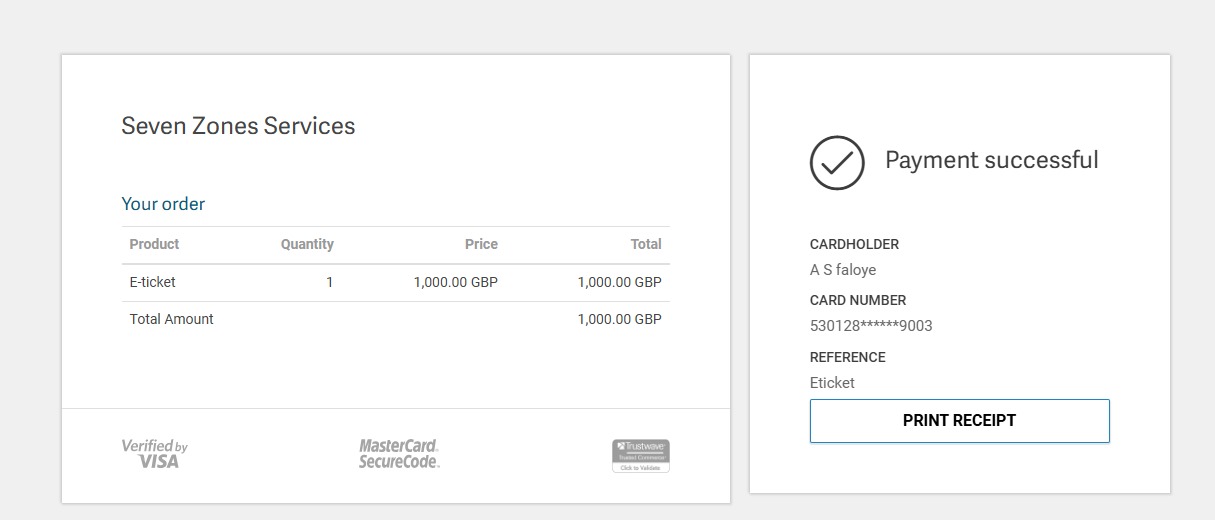 Seven Zones Services
Your order
Product Quantity Price Total
E-ticket 1 1,000.00 GBP 1,000.00 GBP
Total Amount 1,000.00 GBP
Verified by
VISA
MasterCard.
SecureCode.
Trustwave
Trusted Commerce
Click to Validate
Payment successful
CARDHOLDER
A S faloye
CARD NUMBER
530128******9003
REFERENCE
Eticket
PRINT RECEIPT